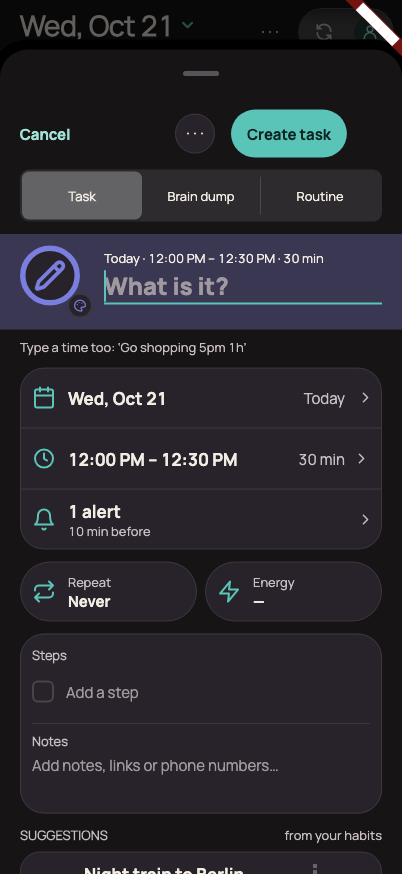 Wed, Oct 21
Cancel
Create task
Task
Brain dump
Routine
Today · 12:00 PM – 12:30 PM · 30 min
What is it?
Type a time too: 'Go shopping 5pm 1h'
Wed, Oct 21
Today
12:00 PM – 12:30 PM
30 min
1 alert
10 min before
Repeat
Never
Energy
—
Steps
Add a step
Notes
Add notes, links or phone numbers…
SUGGESTIONS
from your habits
Night train to Berlin